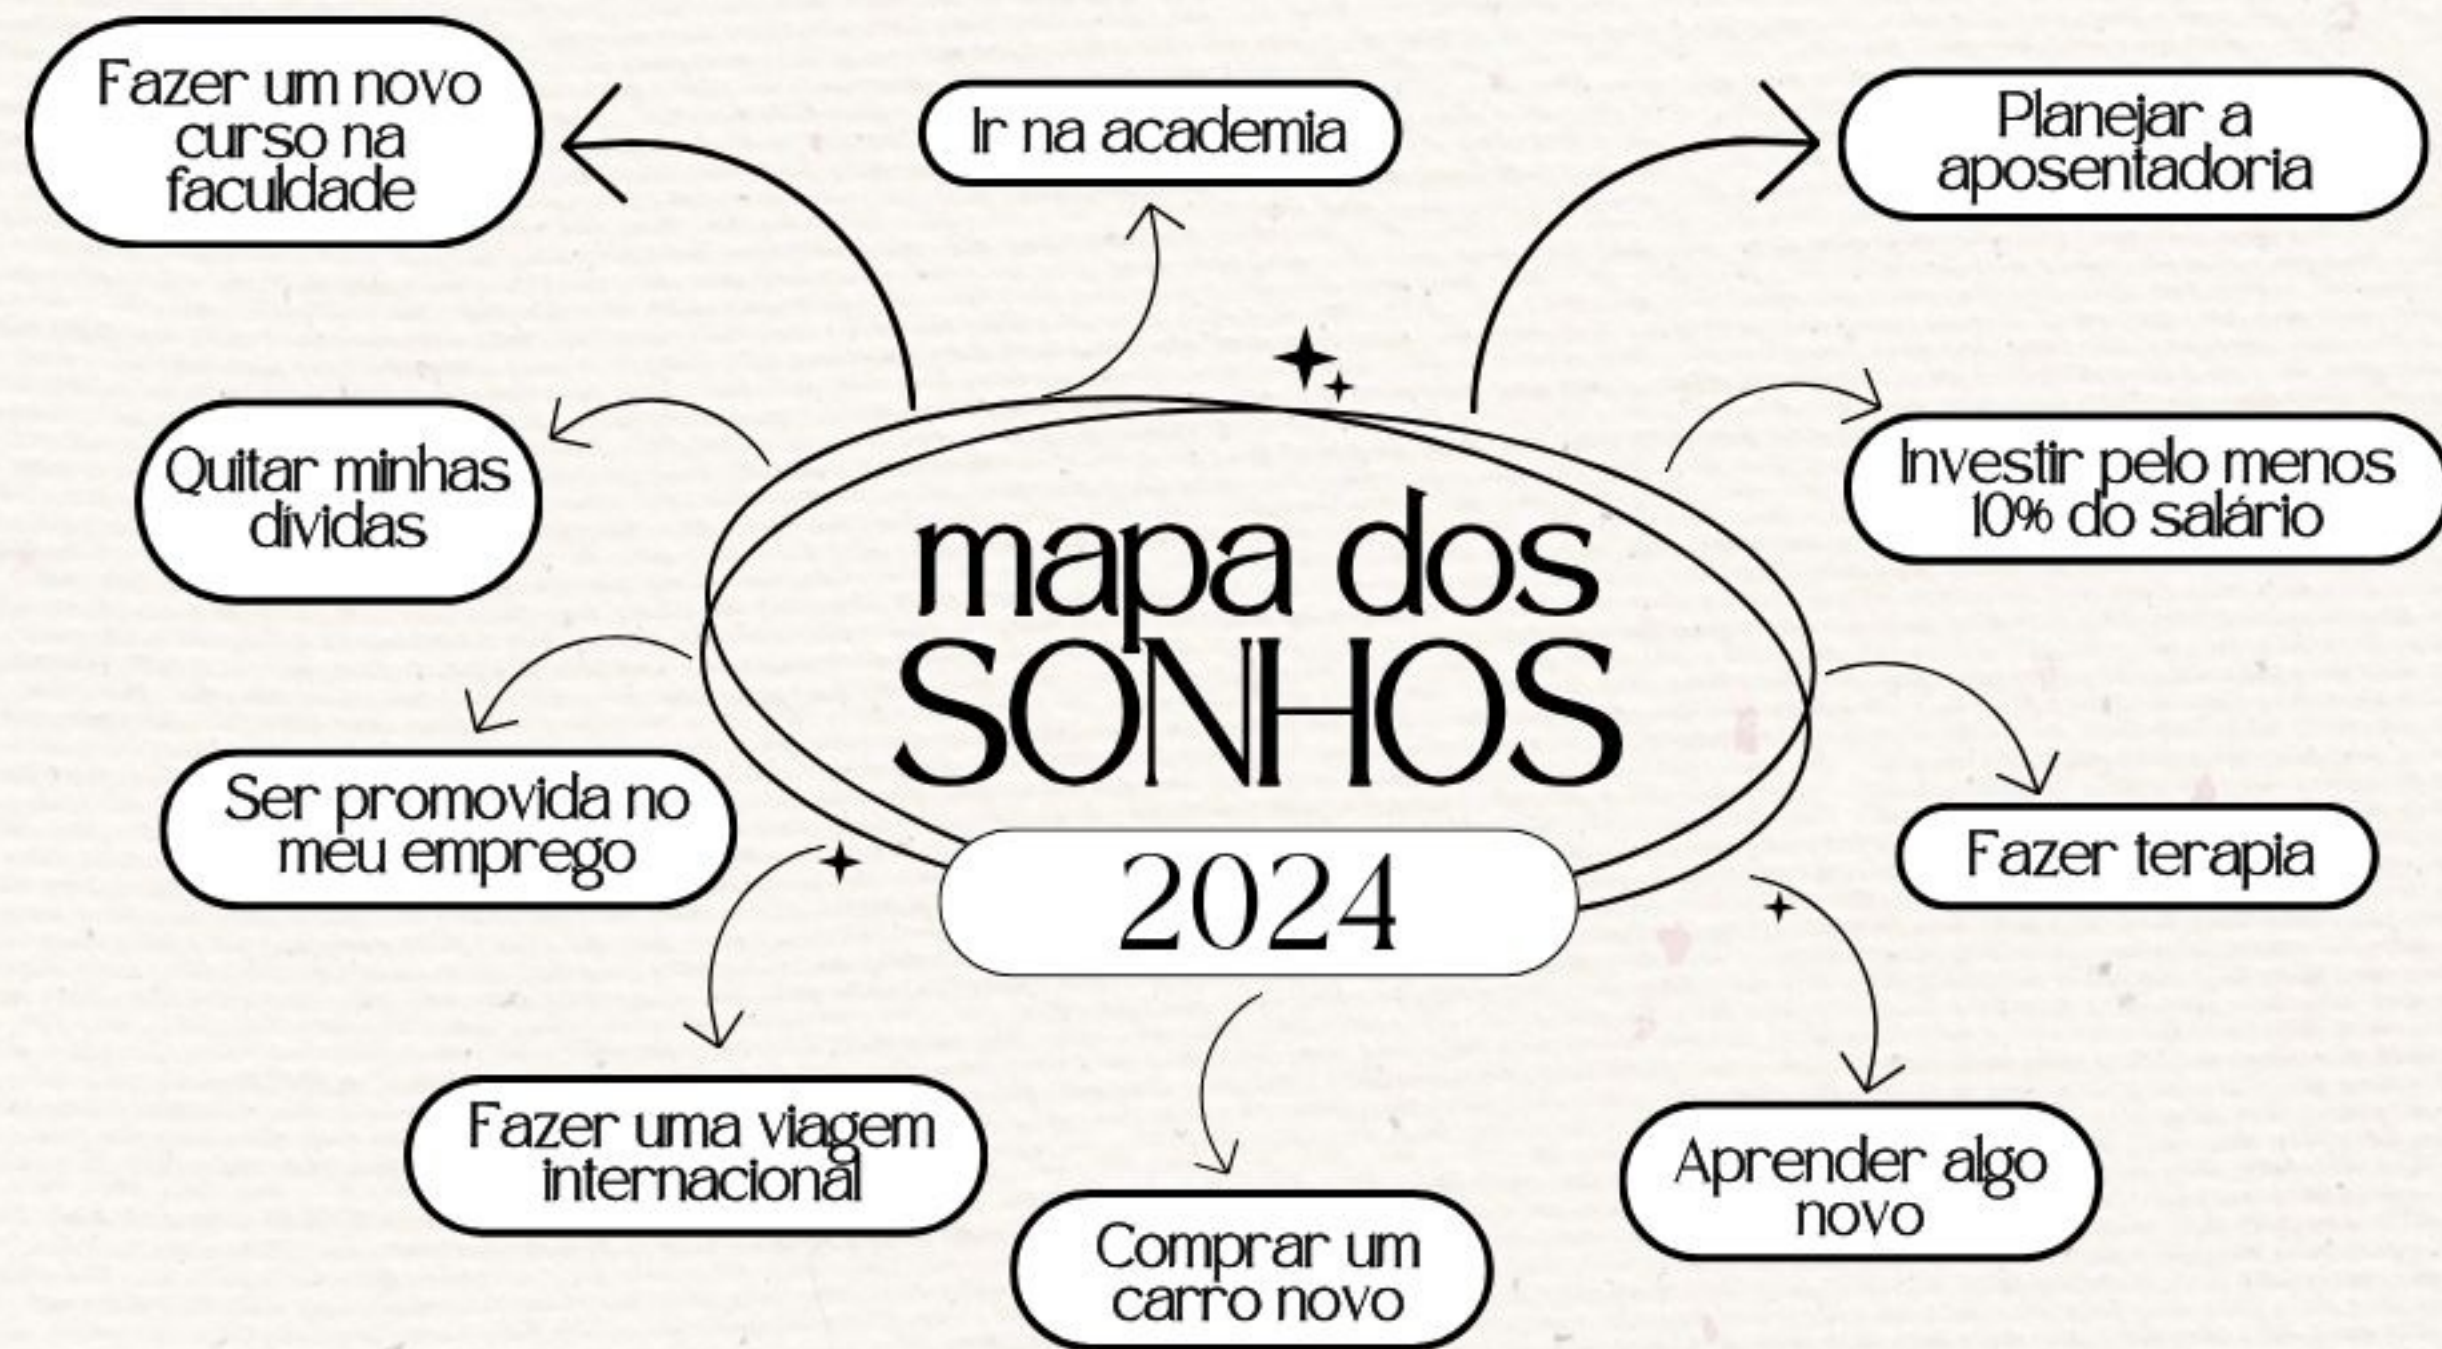 Fazer um novo
curso na
faculdade
Ir na academia
Planejar a
aposentadoria
Quitar minhas
dívidas
Investir pelo menos
10% do salário
mapa dos
SONHOS
2024
Ser promovida no
meu emprego
Fazer terapia
Fazer uma viagem
internacional
Aprender algo
novo
Comprar um
carro novo